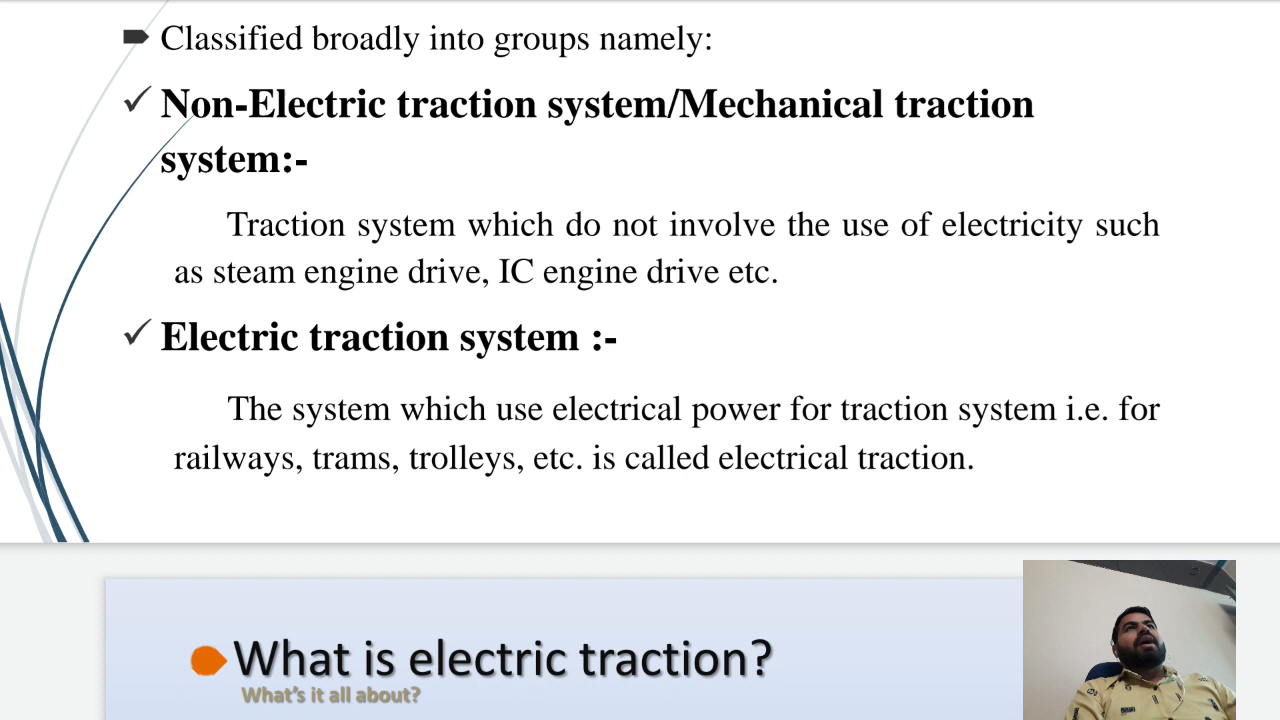 Classified broadly into groups namely:
Non-Electric traction system/Mechanical traction
system:-
Traction system which do not involve the use of electricity such
as steam engine drive, IC engine drive etc.
Electric traction system :-
The system which use electrical power for traction system i.e. for
railways, trams, trolleys, etc. is called electrical traction.
What is electric traction?
What's it all about?